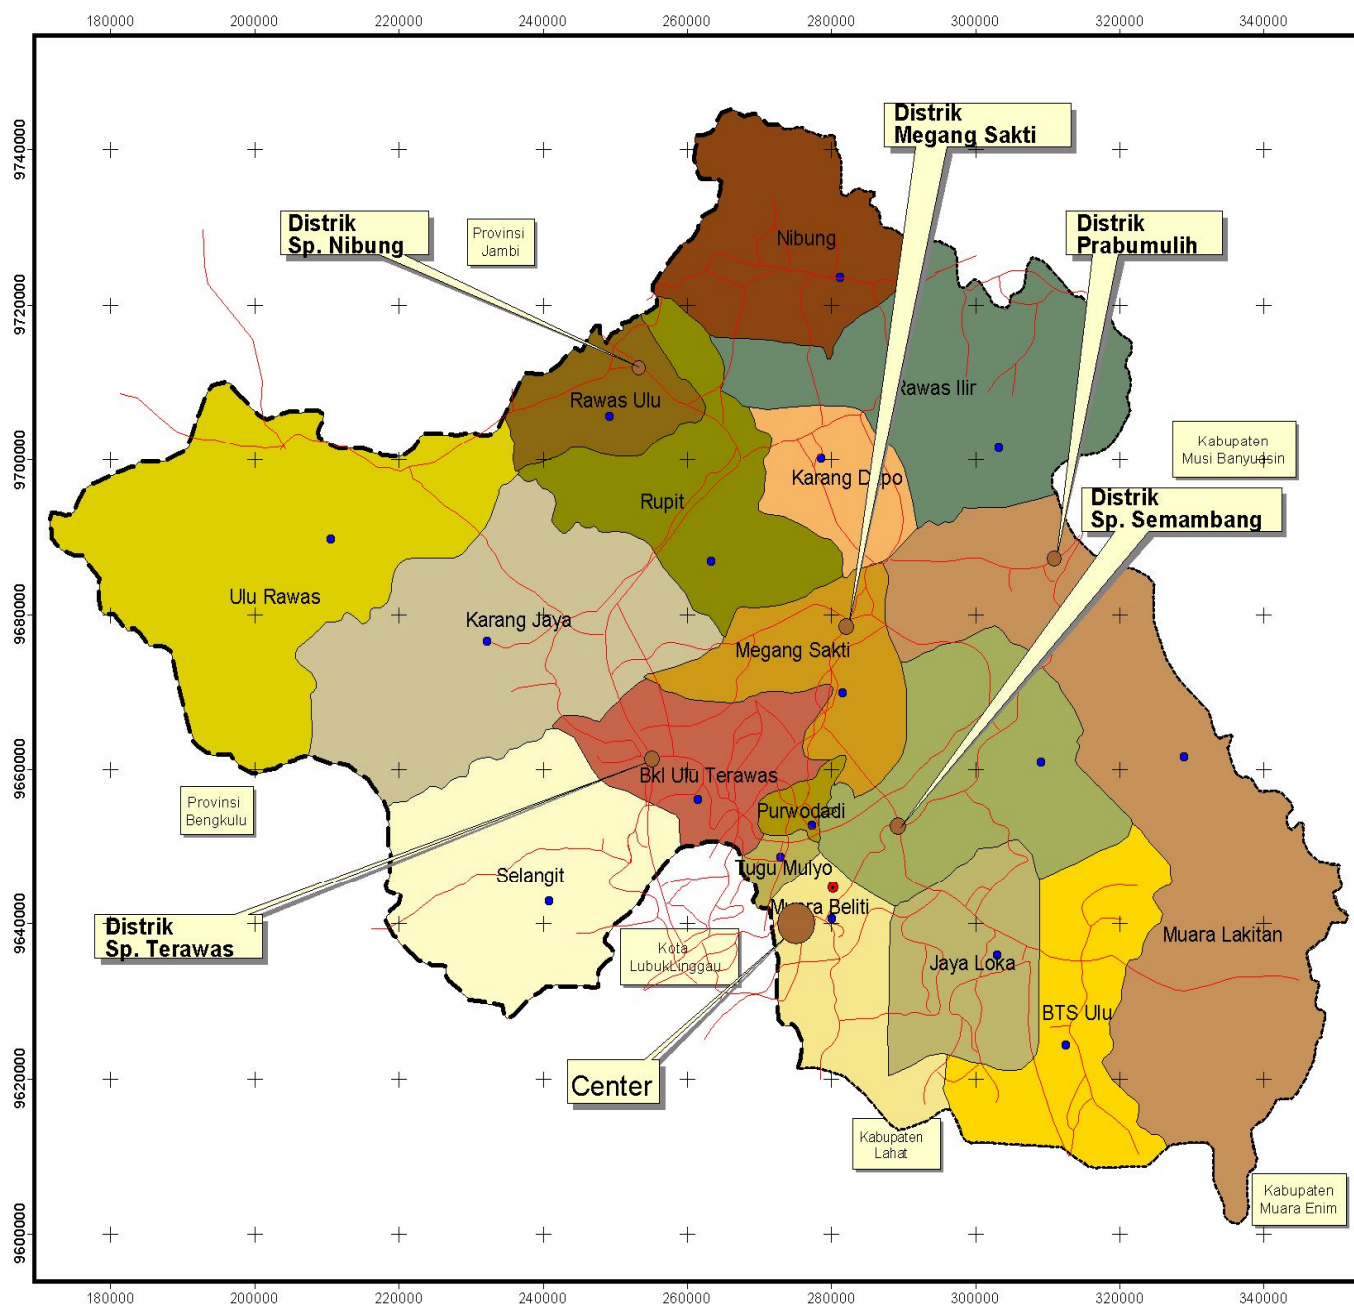 180000 200000 220000 240000 260000 280000 300000 320000 340000
9740000
9720000
9700000
9680000
9660000
9640000
9620000
9600000
Distrik
Megang Sakti
Distrik
Sp. Nibung
Provinsi
Jambi
Distrik
Prabumulih
Nibung
Rawas Ilir
Rawas Ulu
Kabupaten
Musi Banyuasin
Karang Dapo
Distrik
Sp. Semambang
Rupit
Ulu Rawas
Karang Jaya
Megang Sakti
Bkl Ulu Terawas
Provinsi
Bengkulu
Purwodadi
Tugu Mulyo
Selangit
Muara Beliti
Distrik
Sp. Terawas
Kota
LubukLinggau
Muara Lakitan
Jaya Loka
BTS Ulu
Center
Kabupaten
Lahat
Kabupaten
Muara Enim
180000 200000 220000 240000 260000 280000 300000 320000 340000